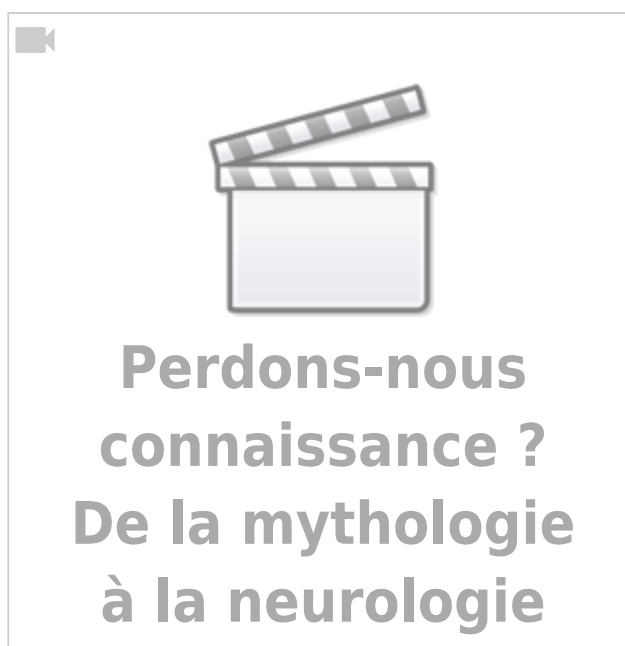 Perdons-nous
connaissance ?
De la mythologie
à la neurologie